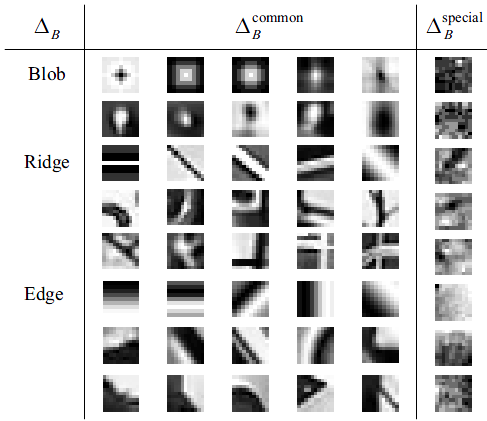 Δ_B Δ_B^common Δ_B^special
Blob
Ridge
Edge